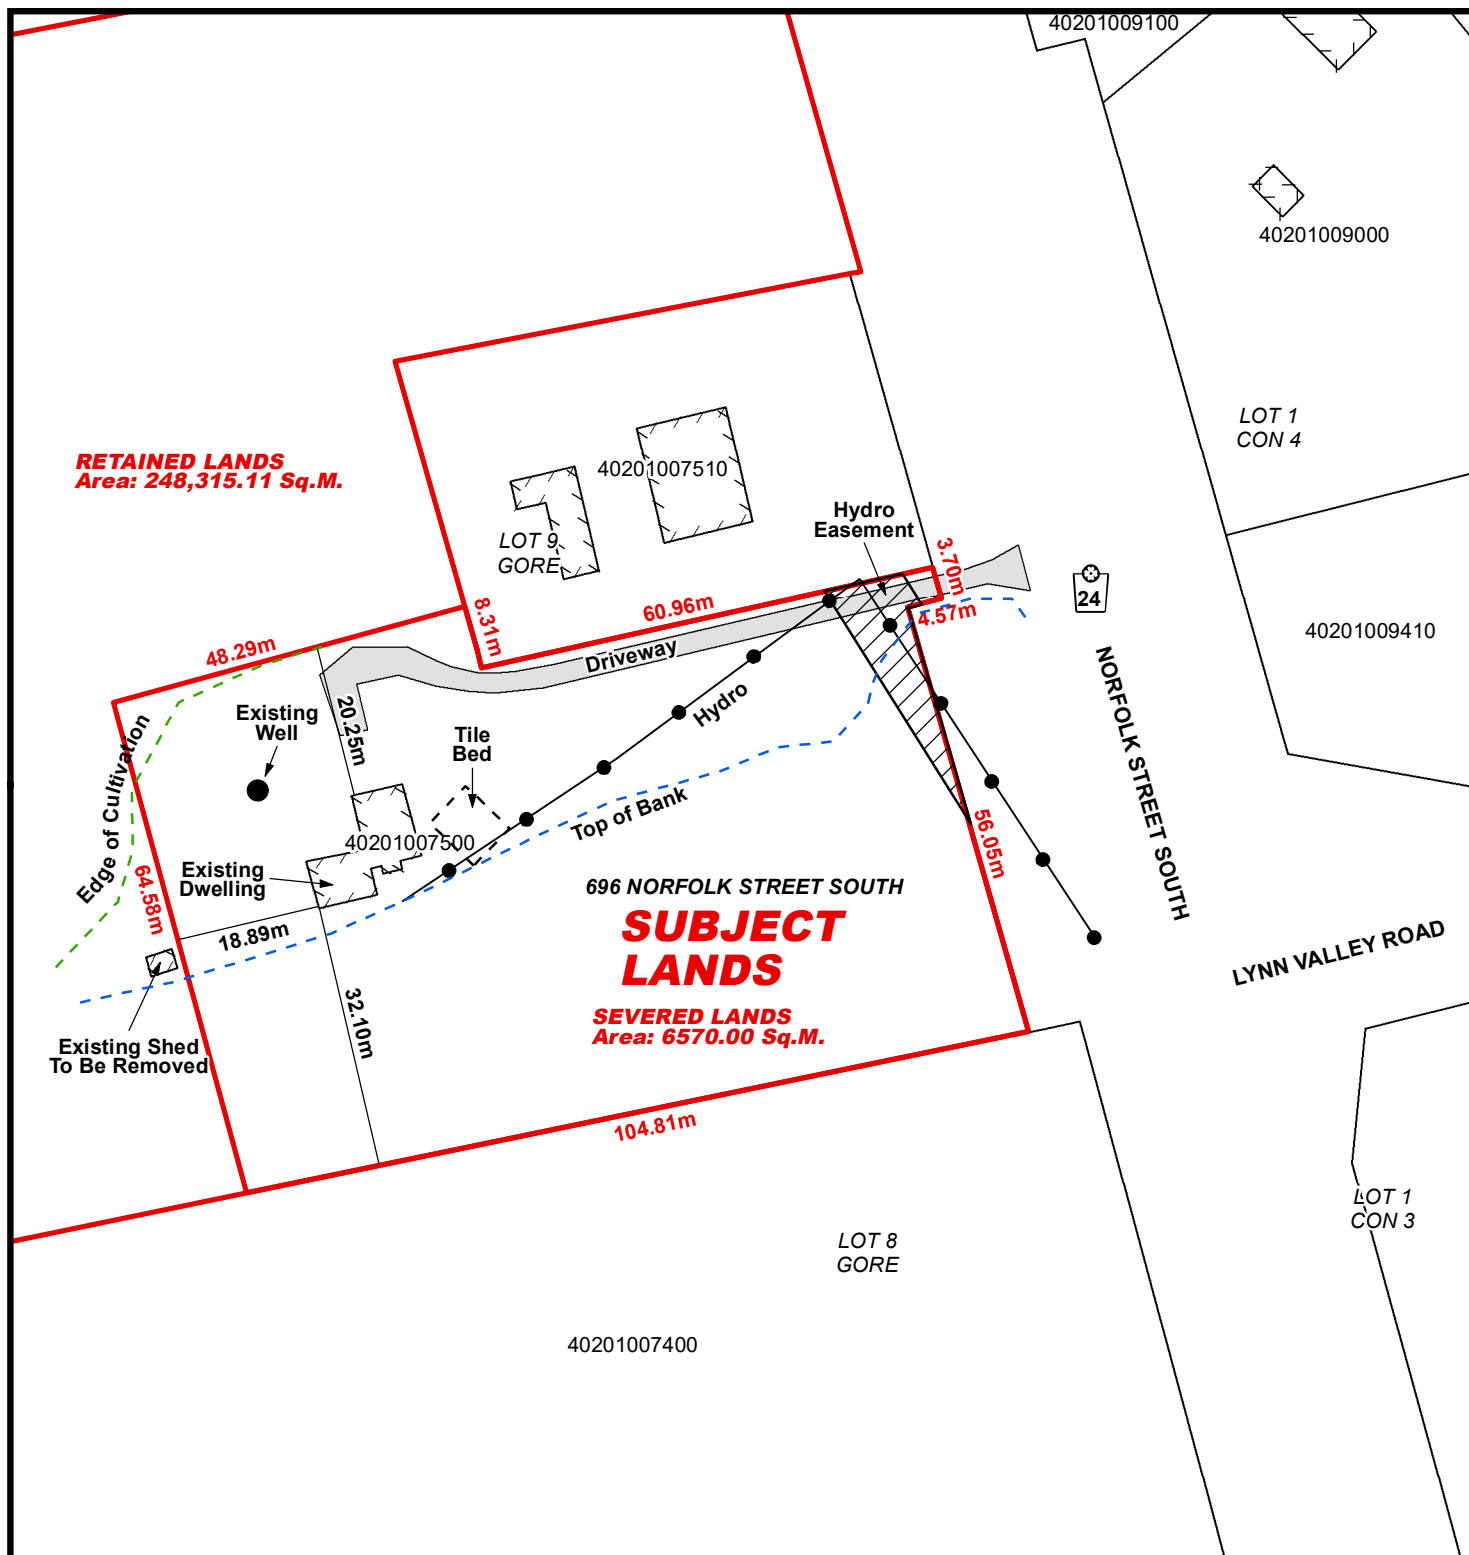 40201009100
40201009000
LOT 1
CON 4
RETAINED LANDS
Area: 248,315.11 Sq.M.
40201007510
LOT 9
GORE
Hydro
Easement
3.70m
24
4.57m
60.96m
8.31m
48.29m
Driveway
40201009410
NORFOLK STREET SOUTH
Edge of Cultivation
Existing
Well
20.25m
Tile
Bed
Hydro
Top of Bank
56.05m
40201007500
Existing
Dwelling
64.58m
18.89m
696 NORFOLK STREET SOUTH
SUBJECT
LANDS
LYNN VALLEY ROAD
SEVERED LANDS
Area: 6570.00 Sq.M.
32.10m
Existing Shed
To Be Removed
104.81m
LOT 1
CON 3
LOT 8
GORE
40201007400